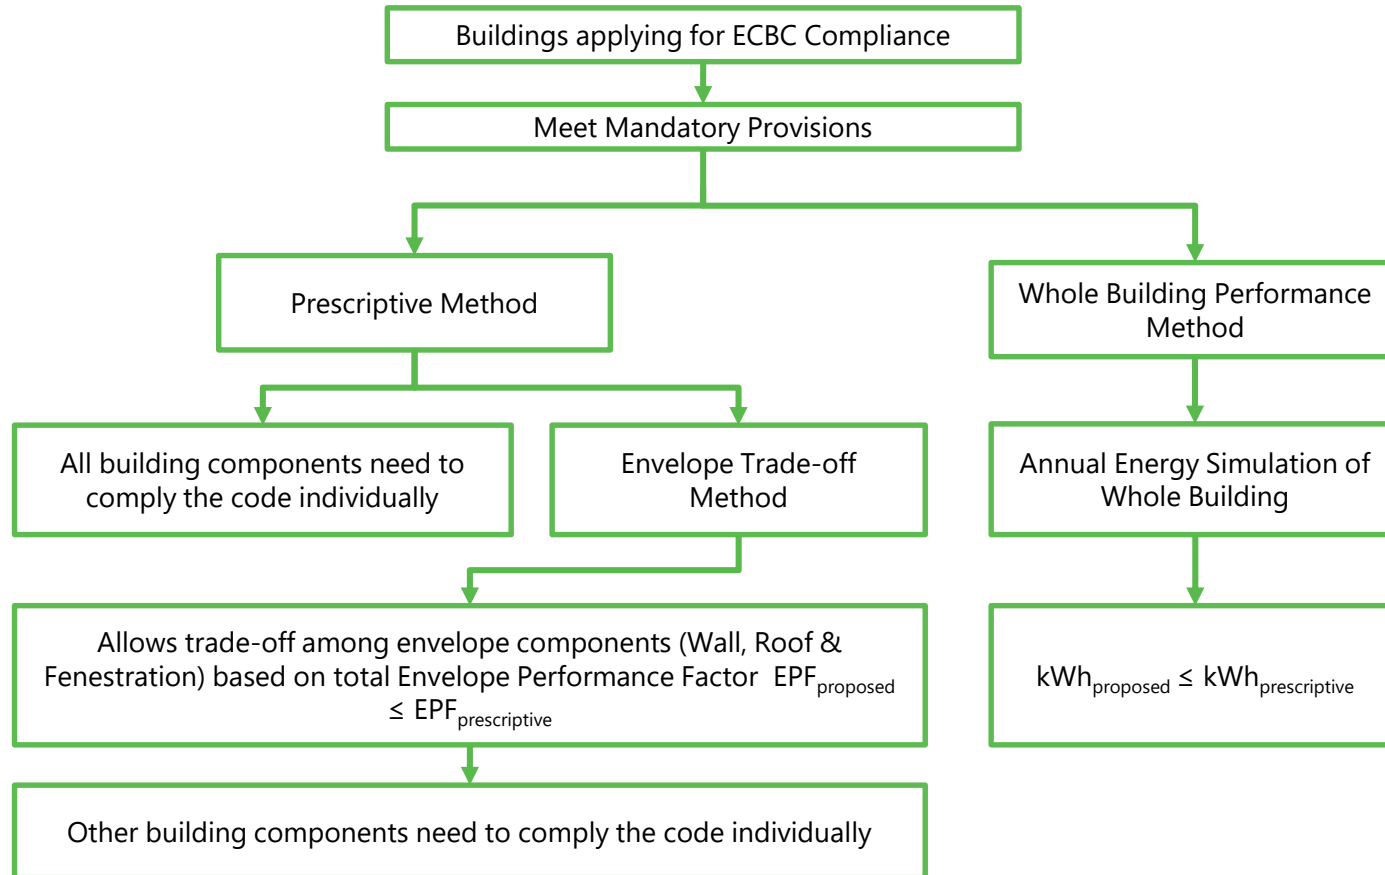 Buildings applying for ECBC Compliance
Meet Mandatory Provisions
Prescriptive Method
Whole Building Performance
Method
All building components need to
comply the code individually
Envelope Trade-off
Method
Annual Energy Simulation of
Whole Building
Allows trade-off among envelope components (Wall, Roof &
Fenestration) based on total Envelope Performance Factor EPFproposed
≤ EPFprescriptive
kWhproposed ≤ kWhprescriptive
Other building components need to comply the code individually